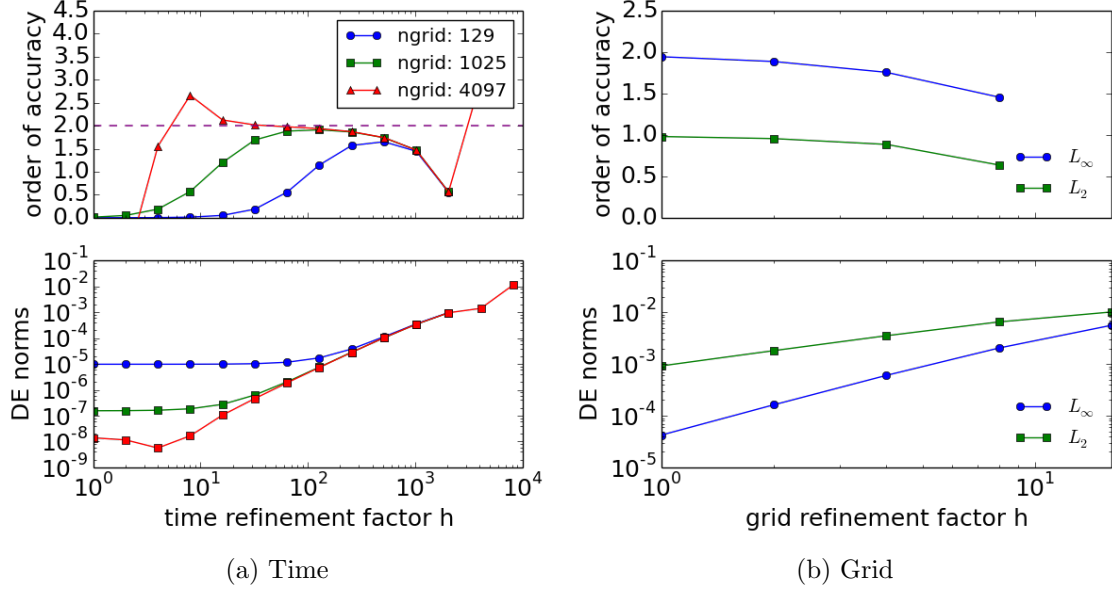 4.5
4.0
3.5
3.0
2.5
2.0
1.5
1.0
0.5
0.0
order of accuracy
ngrid: 129
ngrid: 1025
ngrid: 4097
10^-1
10^-2
10^-3
10^-4
10^-5
10^-6
10^-7
10^-8
10^-9
DE norms
10^0
10^1
10^2
10^3
10^4
time refinement factor h
(a) Time
2.5
2.0
1.5
1.0
0.5
0.0
order of accuracy
L_∞
L_2
10^-1
10^-2
10^-3
10^-4
10^-5
DE norms
L_∞
L_2
10^0
10^1
grid refinement factor h
(b) Grid